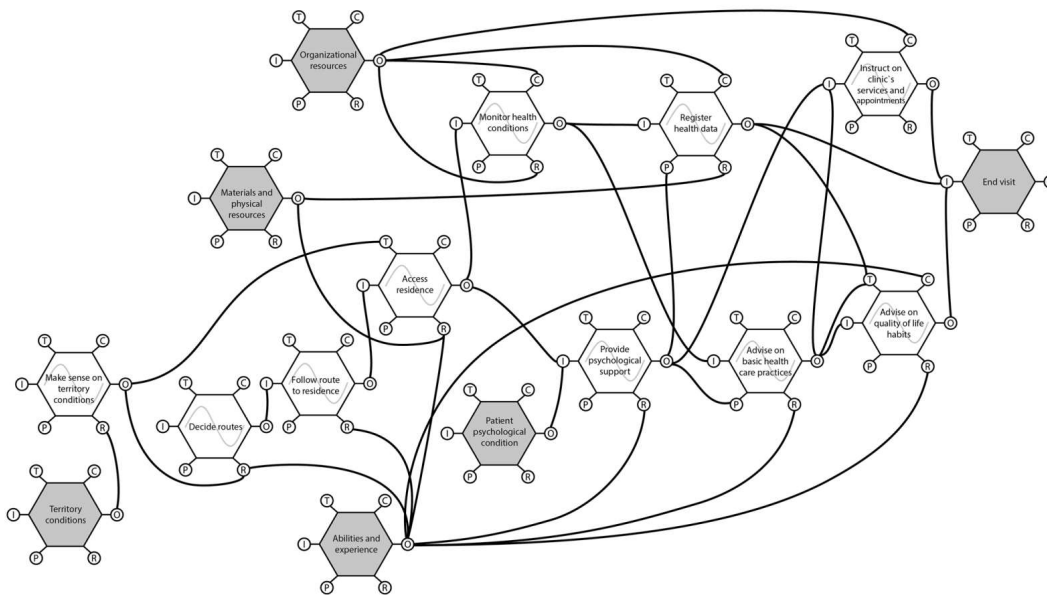 T
C
Organizational
resources
I
O
P
R
T
C
Monitor health
conditions
I
O
P
R
T
C
Register
health data
I
O
P
R
T
C
Instruct on
clinic`s
services and
appointments
I
O
P
R
T
C
End visit
I
P
R
T
C
Materials and
physical
resources
I
O
P
R
T
C
Access
residence
I
O
P
R
T
C
Make sense on
territory
conditions
I
O
P
R
T
C
Decide routes
I
O
P
R
T
C
Follow route
to residence
I
O
P
R
T
C
Patient
psychological
condition
I
O
P
R
T
C
Provide
psychological
support
I
O
P
R
T
C
Advise on
basic health
care practices
I
O
P
R
T
C
Advise on
quality of life
habits
I
O
P
R
T
C
Territory
conditions
I
O
P
R
T
C
Abilities and
experience
I
O
P
R